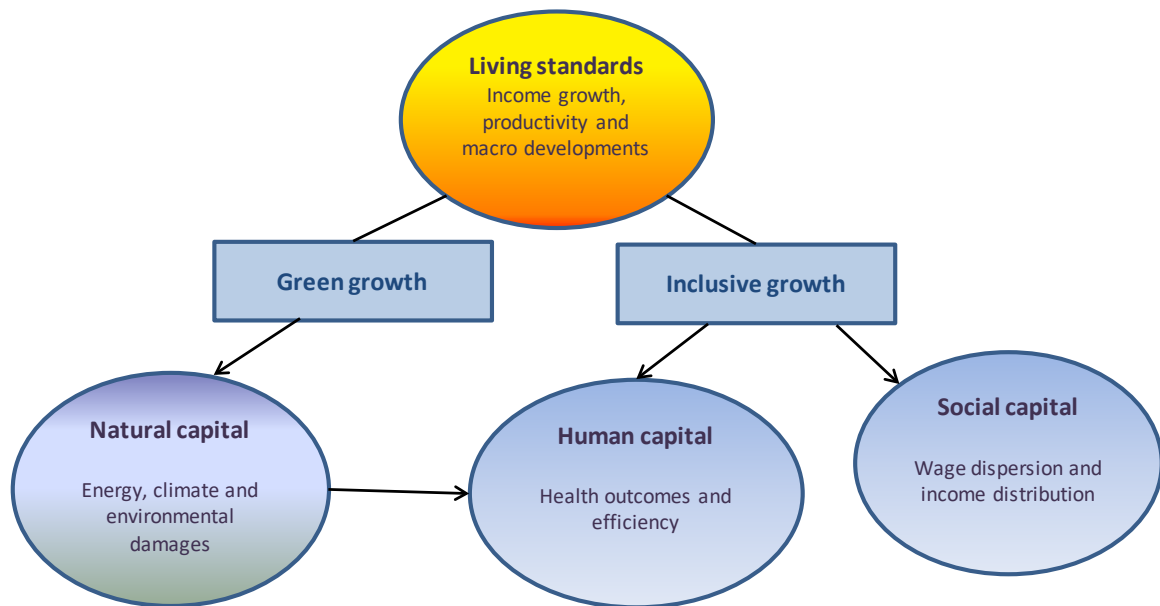 Living standards
Income growth,
productivity and
macro developments
Green growth
Inclusive growth
Natural capital
Energy, climate and
environmental
damages
Human capital
Health outcomes and
efficiency
Social capital
Wage dispersion and
income distribution